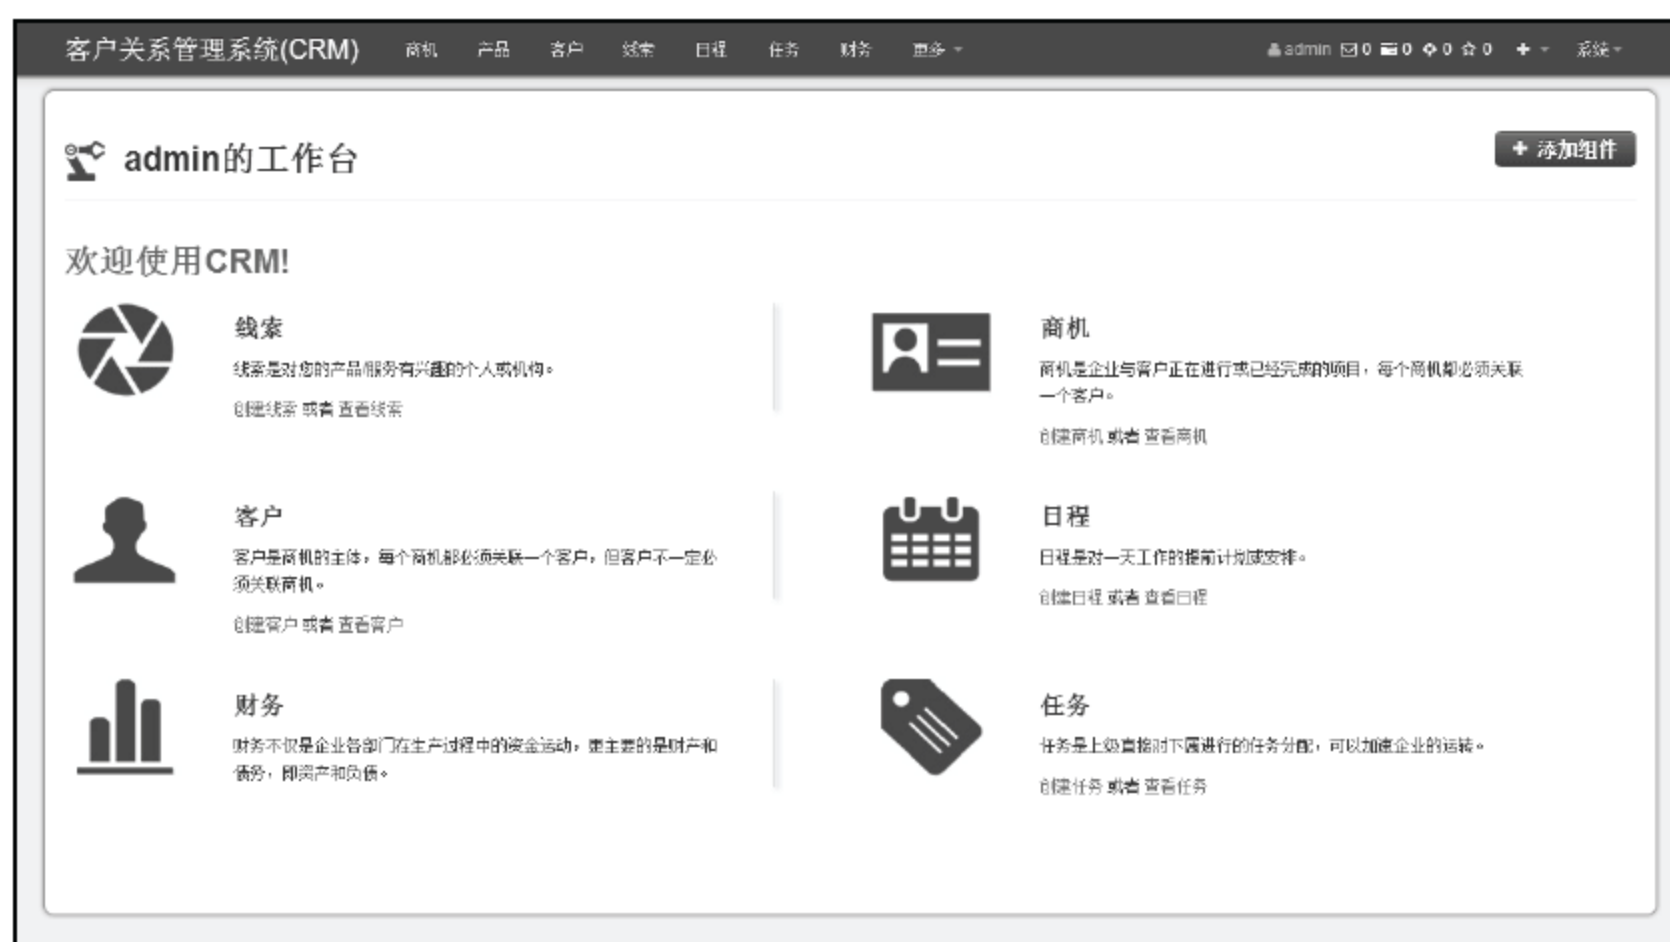 客户关系管理系统(CRM) 商机 产品 客户 线索 日程 任务 财务 更多 admin 0 0 0 0 系统
admin的工作台
添加组件
欢迎使用CRM!
线索
线索是对您的产品/服务有兴趣的个人或机构。
创建线索 或者 查看线索
商机
商机是企业与客户正在进行或已经完成的项目，每个商机都必须关联
一个客户。
创建商机 或者 查看商机
客户
客户是商机的主体，每个商机都必须关联一个客户，但客户不一定必
须关联商机。
创建客户 或者 查看客户
日程
日程是对一天工作的提前计划或安排。
创建日程 或者 查看日程
财务
财务不仅是企业各部门在生产过程中的资金运动，更主要的是财产和
债务，即资产和负债。
任务
任务是上级直接对下属进行的任务分配，可以加速企业的运转。
创建任务 或者 查看任务